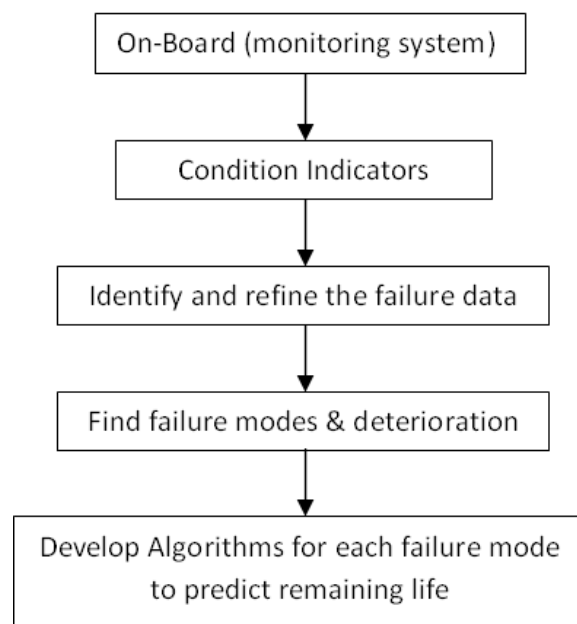 On-Board (monitoring system)
Condition Indicators
Identify and refine the failure data
Find failure modes & deterioration
Develop Algorithms for each failure mode
to predict remaining life